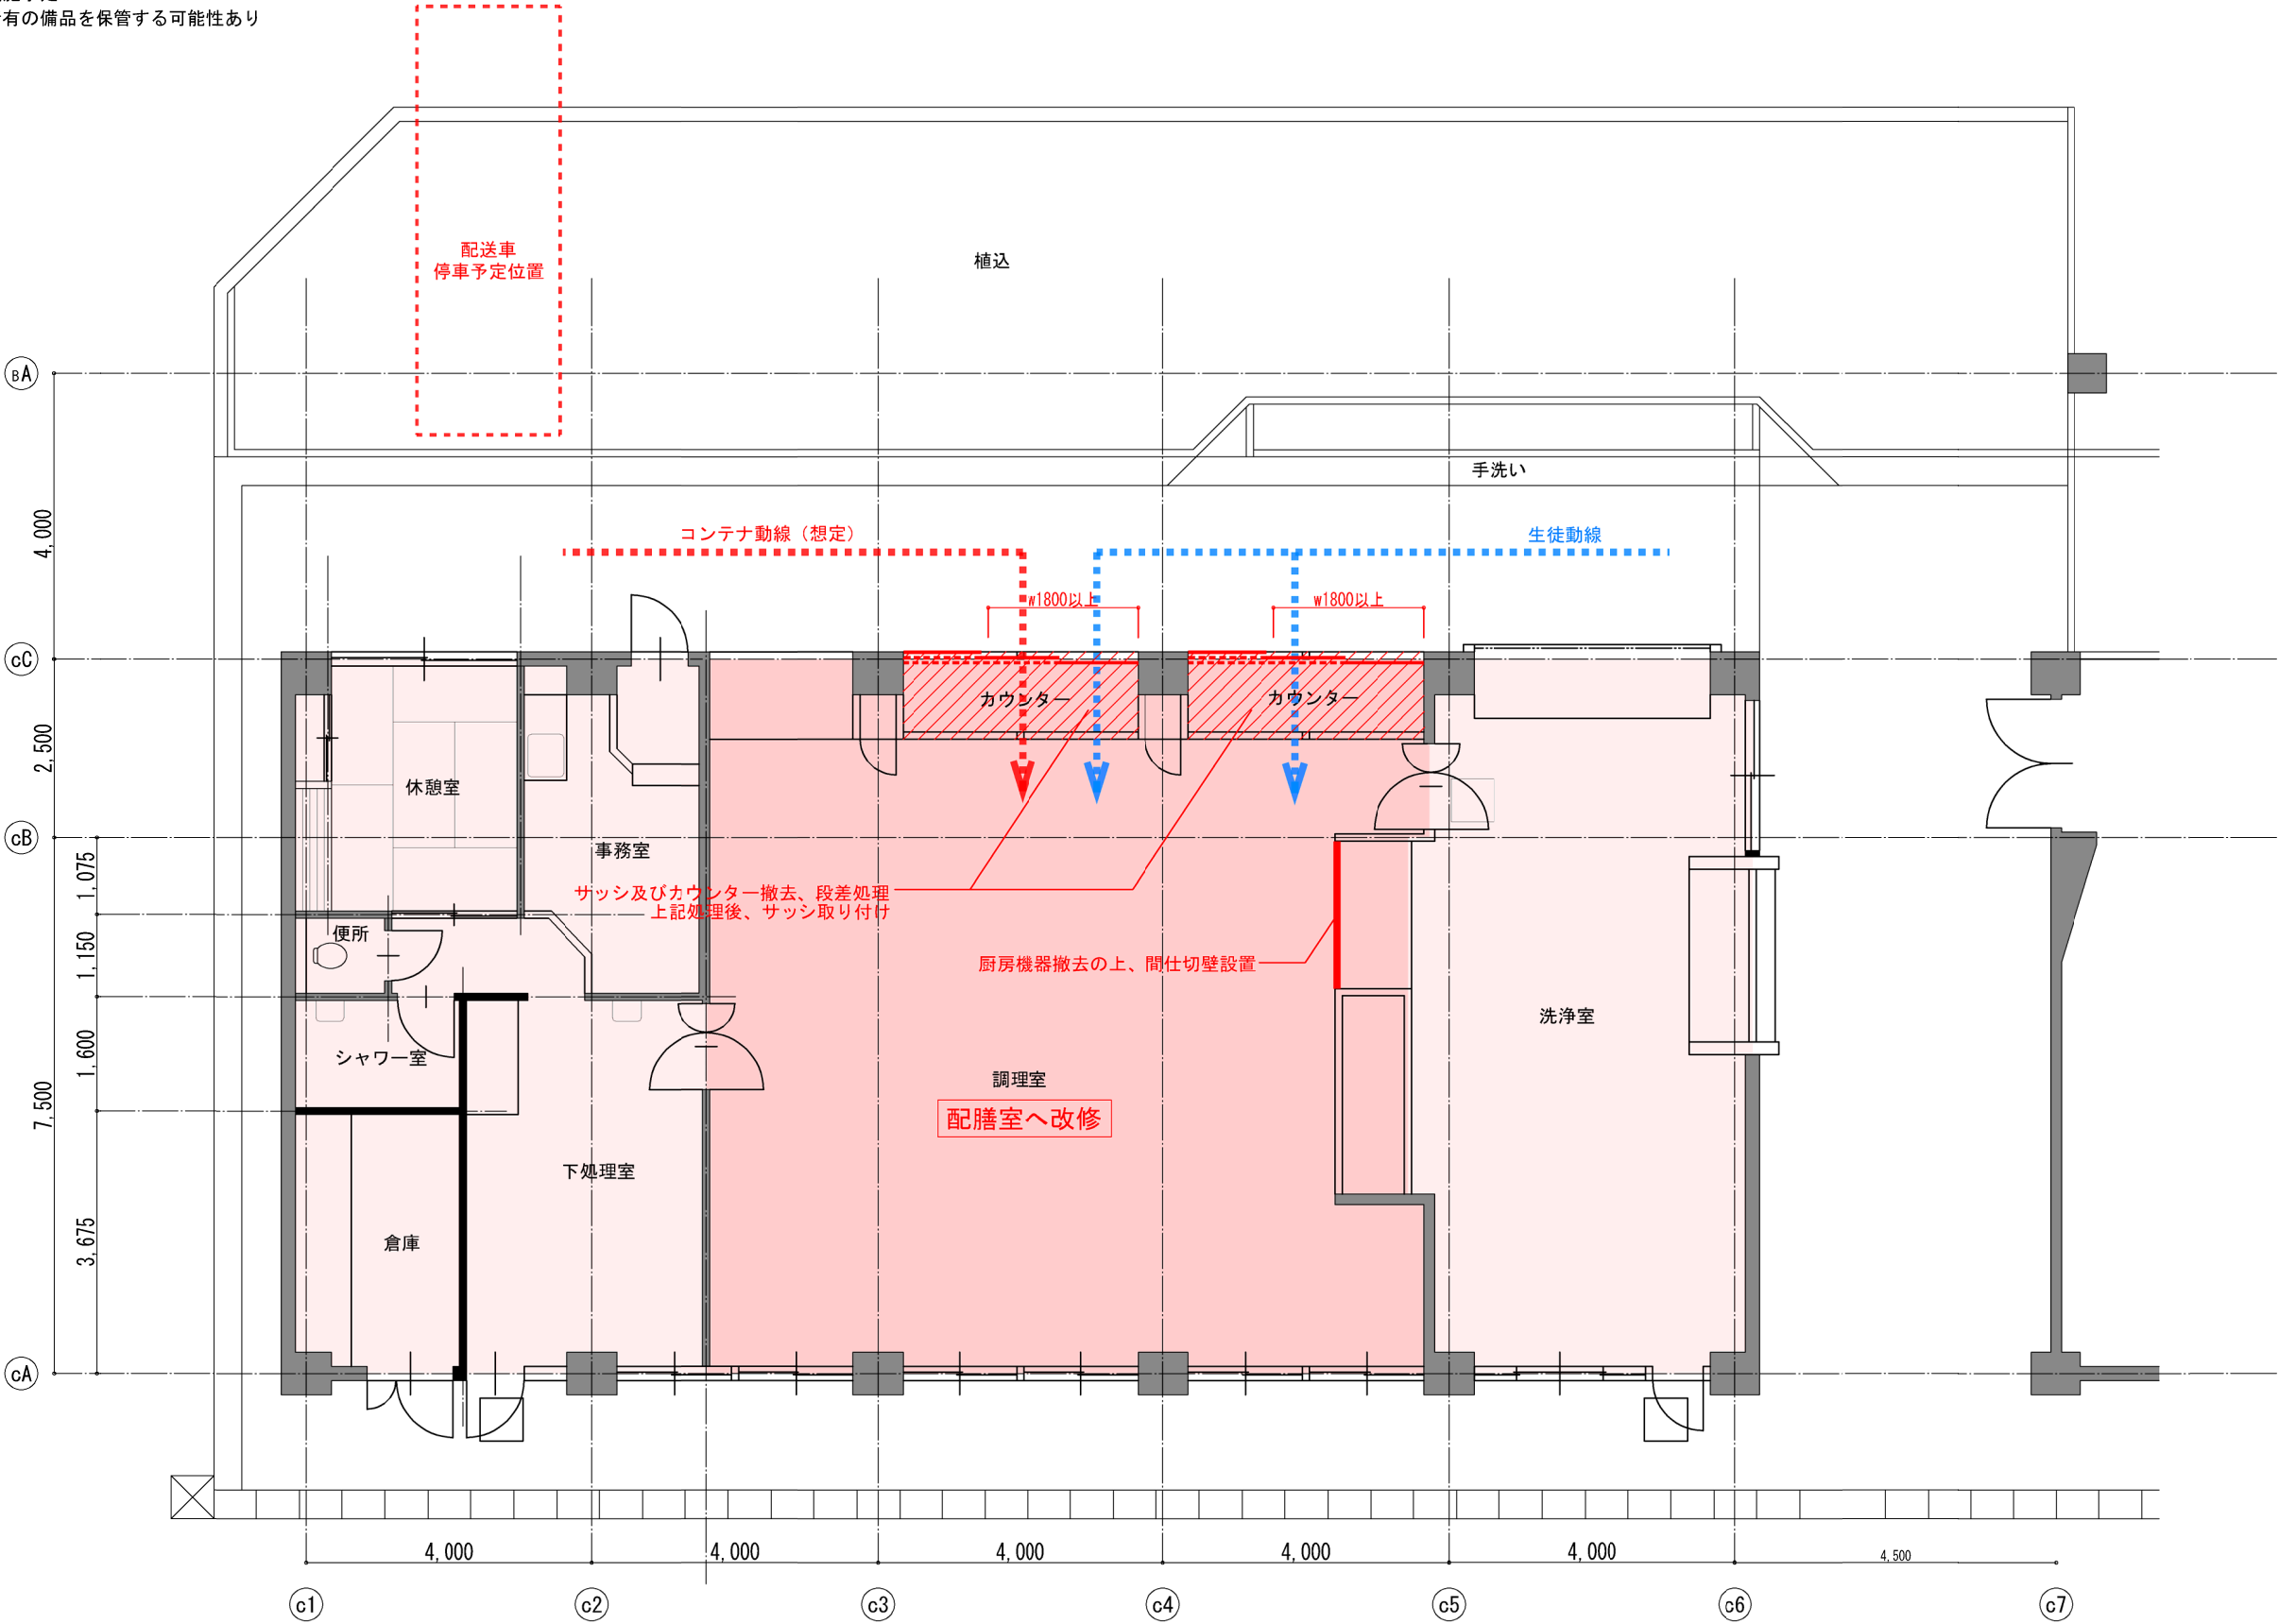 有の備品を保管する可能性あり
配送車
停車予定位置
植込
BA
手洗い
4,000
コンテナ動線（想定）
生徒動線
w1800以上
w1800以上
cC
カウンター
カウンター
2,500
休憩室
cB
事務室
1,075
サッシ及びカウンター撤去、段差処理
上記処理後、サッシ取り付け
便所
1,150
厨房機器撤去の上、間仕切壁設置
洗浄室
1,600
シャワー室
調理室
7,500
配膳室へ改修
下処理室
3,675
倉庫
cA
4,000
4,000
4,000
4,000
4,000
4,500
c1
c2
c3
c4
c5
c6
c7